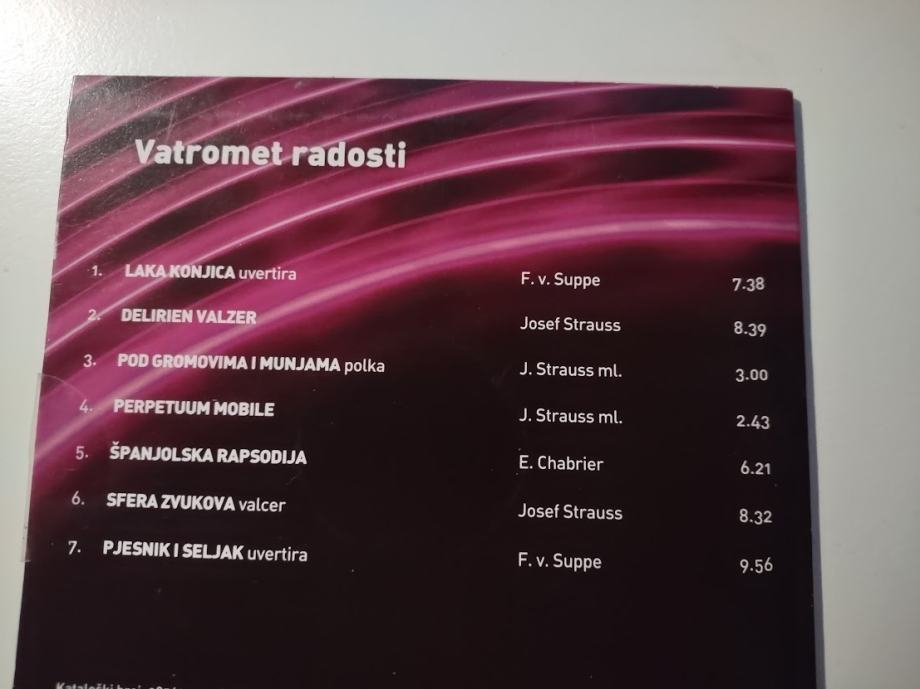 Vatromet radosti
1. LAKA KONJICA uvertira F. v. Suppe 7.38
2. DELIRIEN VALZER Josef Strauss 8.39
3. POD GROMOVIMA I MUNJAMA polka J. Strauss ml. 3.00
4. PERPETUUM MOBILE J. Strauss ml. 2.43
5. ŠPANJOLSKA RAPSODIJA E. Chabrier 6.21
6. SFERA ZVUKOVA valcer Josef Strauss 8.32
7. PJESNIK I SELJAK uvertira F. v. Suppe 9.56
Kataloški broj